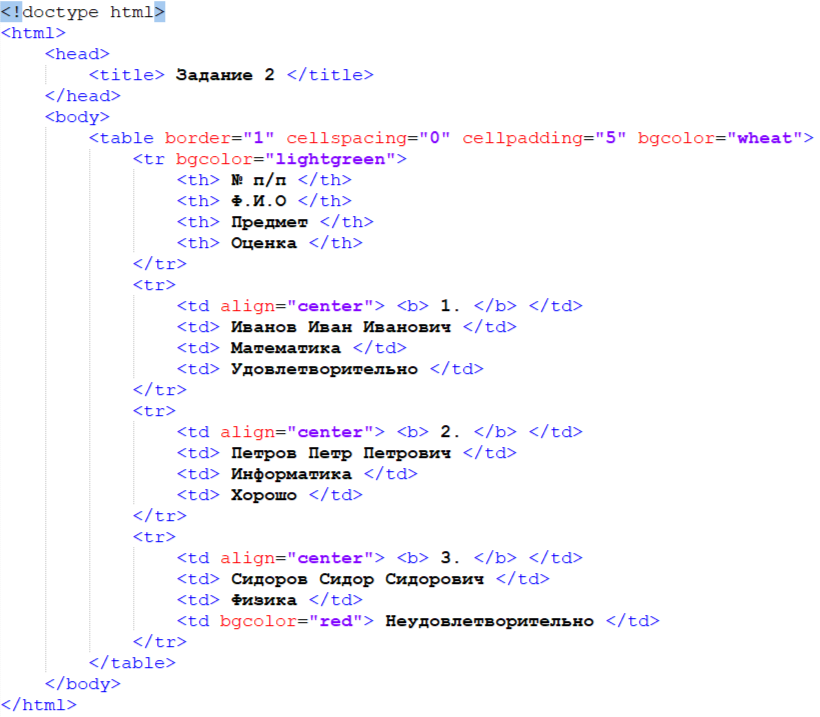 <!doctype html>
<html>
<head>
<title> Задание 2 </title>
</head>
<body>
<table border="1" cellspacing="0" cellpadding="5" bgcolor="wheat">
<tr bgcolor="lightgreen">
<th> № п/п </th>
<th> Ф.И.О </th>
<th> Предмет </th>
<th> Оценка </th>
</tr>
<tr>
<td align="center"> <b> 1. </b> </td>
<td> Иванов Иван Иванович </td>
<td> Математика </td>
<td> Удовлетворительно </td>
</tr>
<tr>
<td align="center"> <b> 2. </b> </td>
<td> Петров Петр Петрович </td>
<td> Информатика </td>
<td> Хорошо </td>
</tr>
<tr>
<td align="center"> <b> 3. </b> </td>
<td> Сидоров Сидор Сидорович </td>
<td> Физика </td>
<td bgcolor="red"> Неудовлетворительно </td>
</tr>
</table>
</body>
</html>